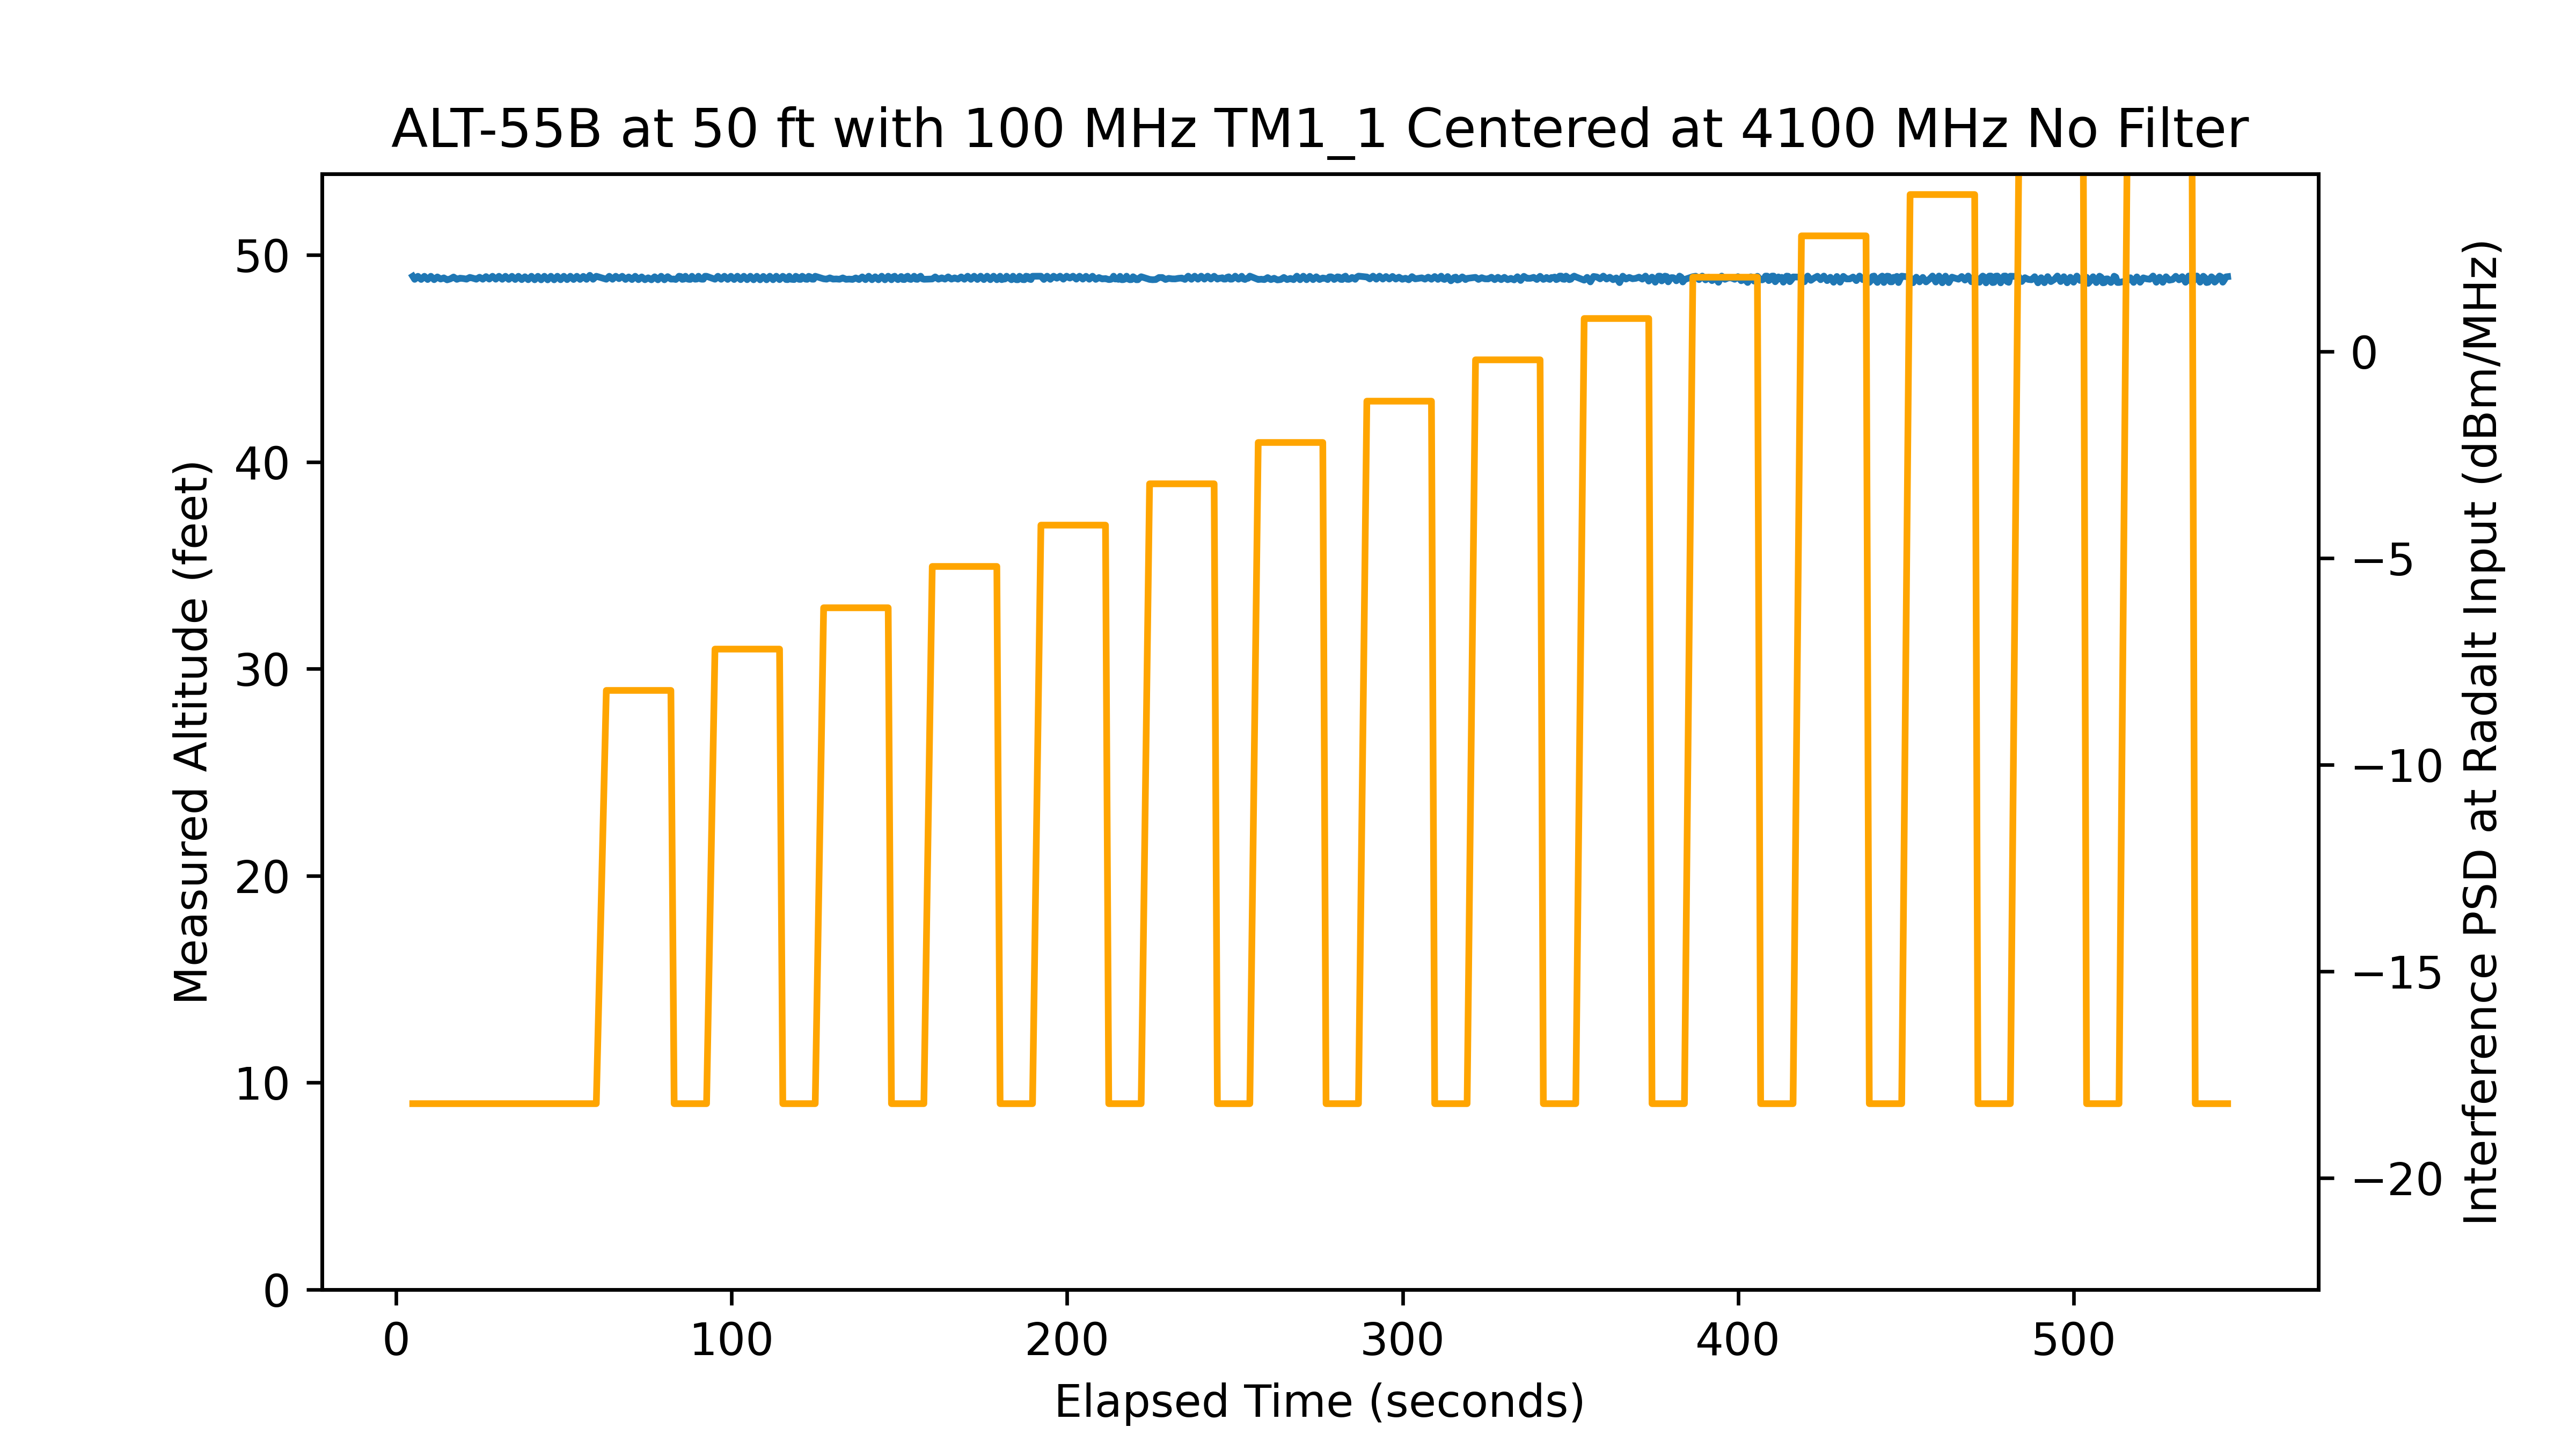 ALT-55B at 50 ft with 100 MHz TM1_1 Centered at 4100 MHz No Filter
50
40
30
20
10
0
Measured Altitude (feet)
0
−5
−10
−15
−20
Interference PSD at Radalt Input (dBm/MHz)
0 100 200 300 400 500
Elapsed Time (seconds)